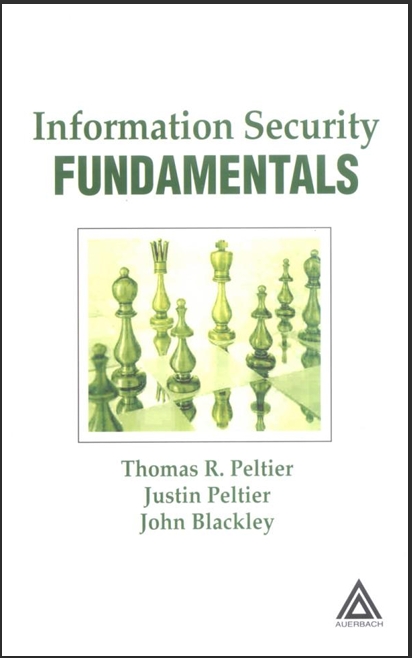 Information Security
FUNDAMENTALS
Thomas R. Peltier
Justin Peltier
John Blackley
AUERBACH